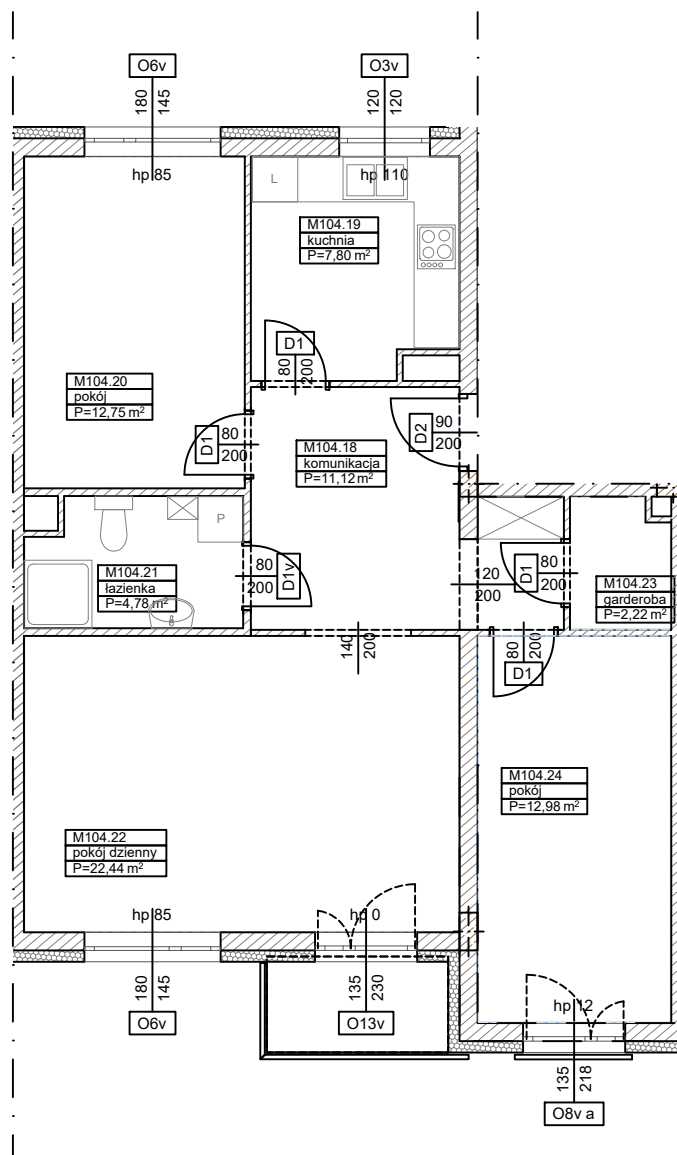 O6v
O3v
180
145
120
120
hp 85
hp 110
L
M104.19
kuchnia
P=7,80 m²
D1
80
200
M104.20
pokój
P=12,75 m²
D1
80
200
D2
90
200
M104.18
komunikacja
P=11,12 m²
P
M104.21
łazienka
P=4,78 m²
80
200
D1v
120
200
D1
80
200
M104.23
garderoba
P=2,22 m²
140
200
80
200
D1
M104.24
pokój
P=12,98 m²
M104.22
pokój dzienny
P=22,44 m²
hp 85
hp 0
180
145
135
230
O6v
O13v
hp 12
135
218
O8v a